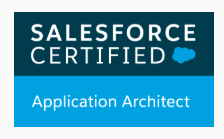 SALESFORCE
CERTIFIED
Application Architect